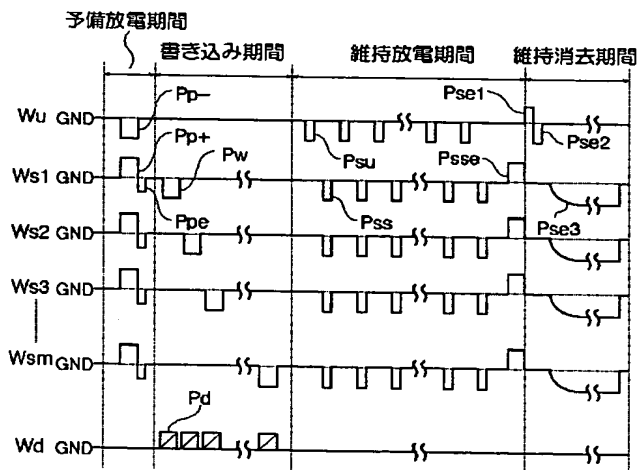 予備放電期間
書き込み期間
維持放電期間
維持消去期間
Pse1
Wu GND
Pp−
Pse2
Pp+
Pw
Psu
Psse
Ws1 GND
Ppe
Pss
Pse3
Ws2 GND
Ws3 GND
Wsm GND
Pd
Wd GND